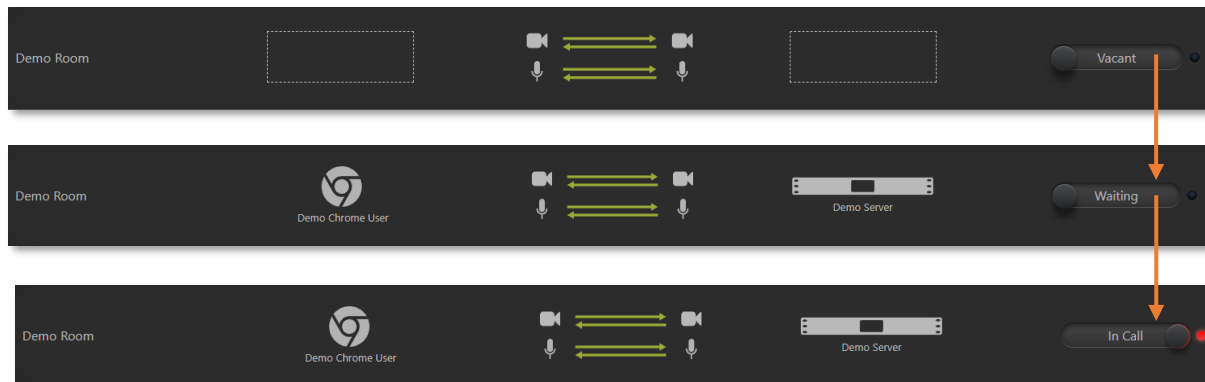 Demo Room
Vacant
Demo Room
Demo Chrome User
Demo Server
Waiting
Demo Room
Demo Chrome User
Demo Server
In Call